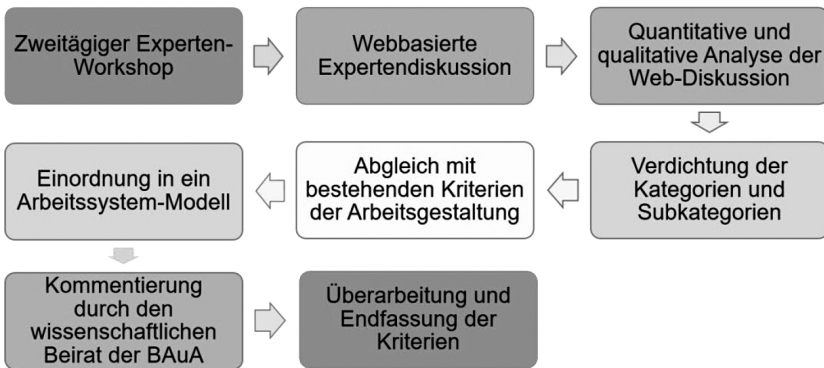 Zweitägiger Experten-
Workshop
Webbasierte
Expertendiskussion
Quantitative und
qualitative Analyse der
Web-Diskussion
Verdichtung der
Kategorien und
Subkategorien
Abgleich mit
bestehenden Kriterien
der Arbeitsgestaltung
Einordnung in ein
Arbeitssystem-Modell
Kommentierung
durch den
wissenschaftlichen
Beirat der BAuA
Überarbeitung und
Endfassung der
Kriterien